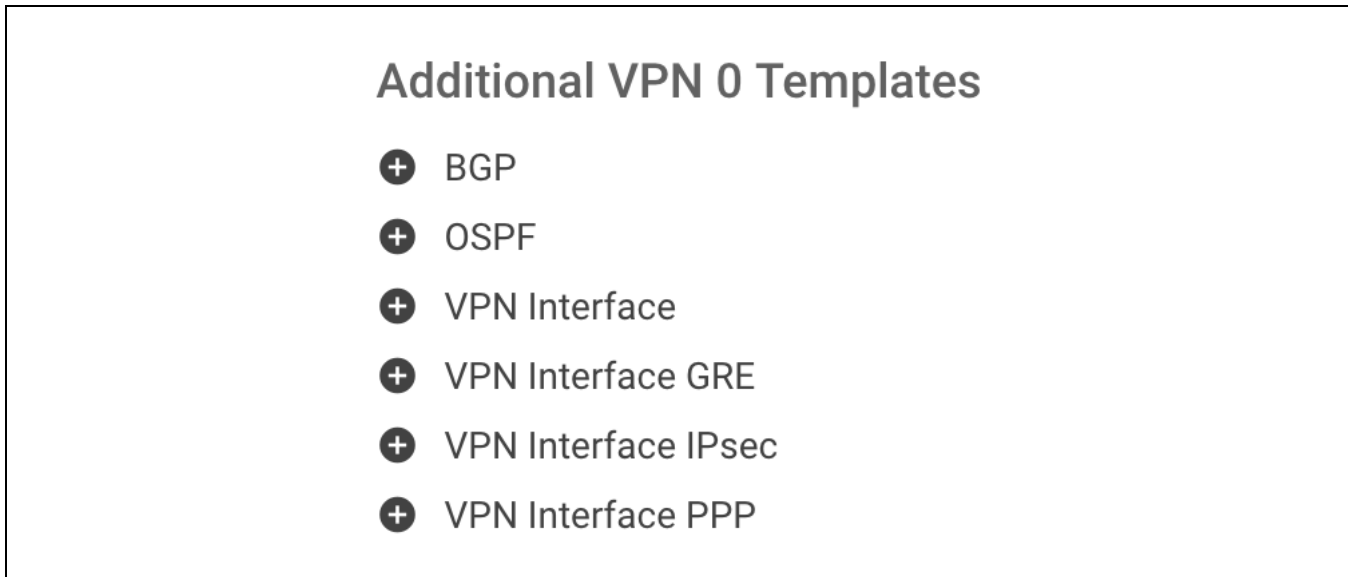 Additional VPN 0 Templates
BGP
OSPF
VPN Interface
VPN Interface GRE
VPN Interface IPsec
VPN Interface PPP